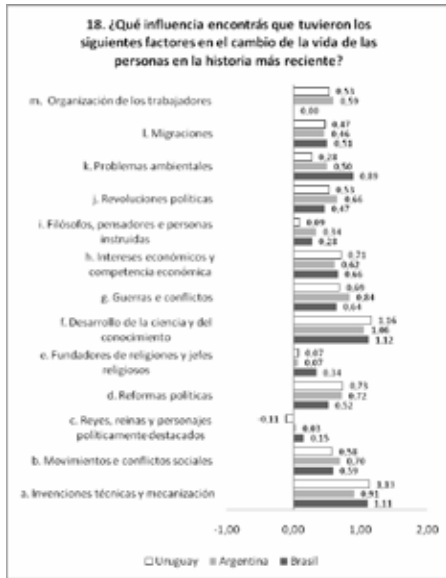 18. ¿Qué influencia encontrás que tuvieron los
siguientes factores en el cambio de la vida de las
personas en la historia más reciente?
m. Organización de los trabajadores
0,53
0,59
0,00
l. Migraciones
0,47
0,46
0,51
k. Problemas ambientales
0,28
0,50
0,89
j. Revoluciones políticas
0,53
0,66
0,47
i. Filósofos, pensadores e personas
instruidas
0,09
0,34
0,28
h. Intereses económicos y
competencia económica
0,71
0,62
0,66
g. Guerras e conflictos
0,69
0,84
0,64
f. Desarrollo de la ciencia y del
conocimiento
1,16
1,06
1,12
e. Fundadores de religiones y jefes
religiosos
0,07
0,07
0,34
d. Reformas políticas
0,73
0,72
0,52
c. Reyes, reinas y personajes
políticamente destacados
-0,11
0,03
0,15
b. Movimientos e conflictos sociales
0,58
0,70
0,59
a. Invenciones técnicas y mecanización
1,13
0,91
1,11
-1,00 0,00 1,00 2,00
Uruguay Argentina Brasil